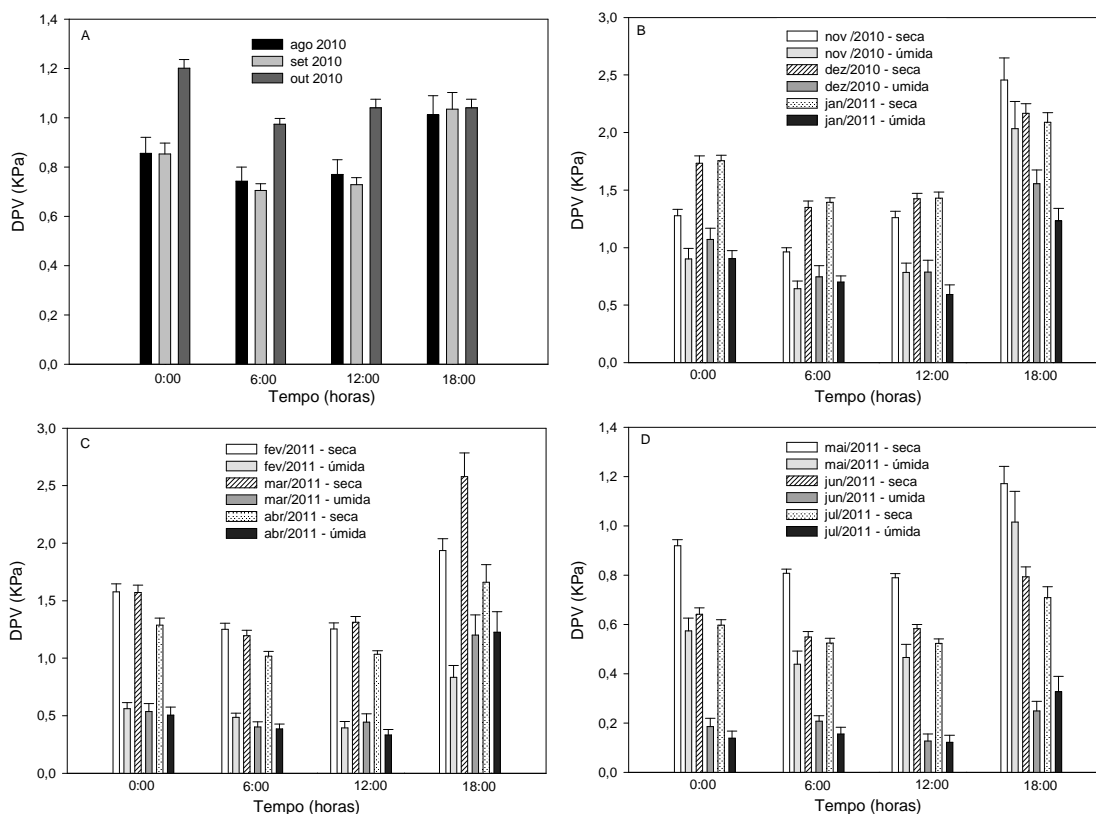 A
DPV (KPa)
1,4
1,2
1,0
0,8
0,6
0,4
0,2
0,0
ago 2010
set 2010
out 2010
0:00 6:00 12:00 18:00
Tempo (horas)
B
DPV (KPa)
3,0
2,5
2,0
1,5
1,0
0,5
0,0
nov /2010 - seca
nov /2010 - úmida
dez/2010 - seca
dez/2010 - umida
jan/2011 - seca
jan/2011 - úmida
0:00 6:00 12:00 18:00
Tempo (horas)
C
DPV (KPa)
3,0
2,5
2,0
1,5
1,0
0,5
0,0
fev/2011 - seca
fev/2011 - úmida
mar/2011 - seca
mar/2011 - umida
abr/2011 - seca
abr/2011 - úmida
0:00 6:00 12:00 18:00
Tempo (horas)
D
DPV (KPa)
1,4
1,2
1,0
0,8
0,6
0,4
0,2
0,0
mai/2011 - seca
mai/2011 - úmida
jun/2011 - seca
jun/2011 - umida
jul/2011 - seca
jul/2011 - úmida
0:00 6:00 12:00 18:00
Tempo (horas)